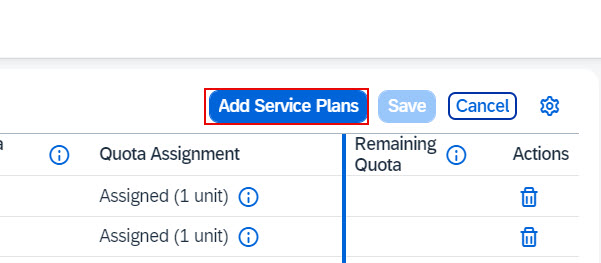 Add Service Plans Save Cancel
a Quota Assignment Remaining Quota Actions
Assigned (1 unit)
Assigned (1 unit)